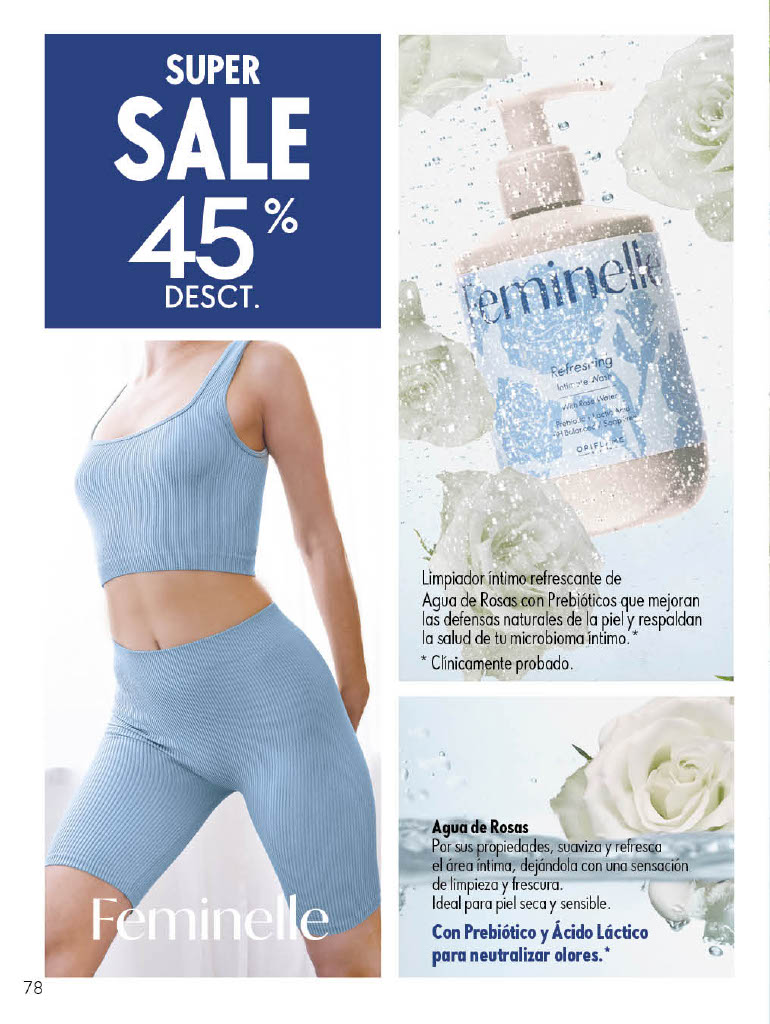 SUPER
SALE
45%
DESCT.
Feminelle
Refreshing
Intimate Wash
With Rose Water
Prebiotic / Lactic Acid
pH Balanced / Soap Free
ORIFLAME
Limpiador íntimo refrescante de
Agua de Rosas con Prebióticos que mejoran
las defensas naturales de la piel y respaldan
la salud de tu microbioma íntimo.*
* Clínicamente probado.
Agua de Rosas
Por sus propiedades, suaviza y refresca
el área íntima, dejándola con una sensación
de limpieza y frescura.
Ideal para piel seca y sensible.
Con Prebiótico y Ácido Láctico
para neutralizar olores.*
Feminelle
78